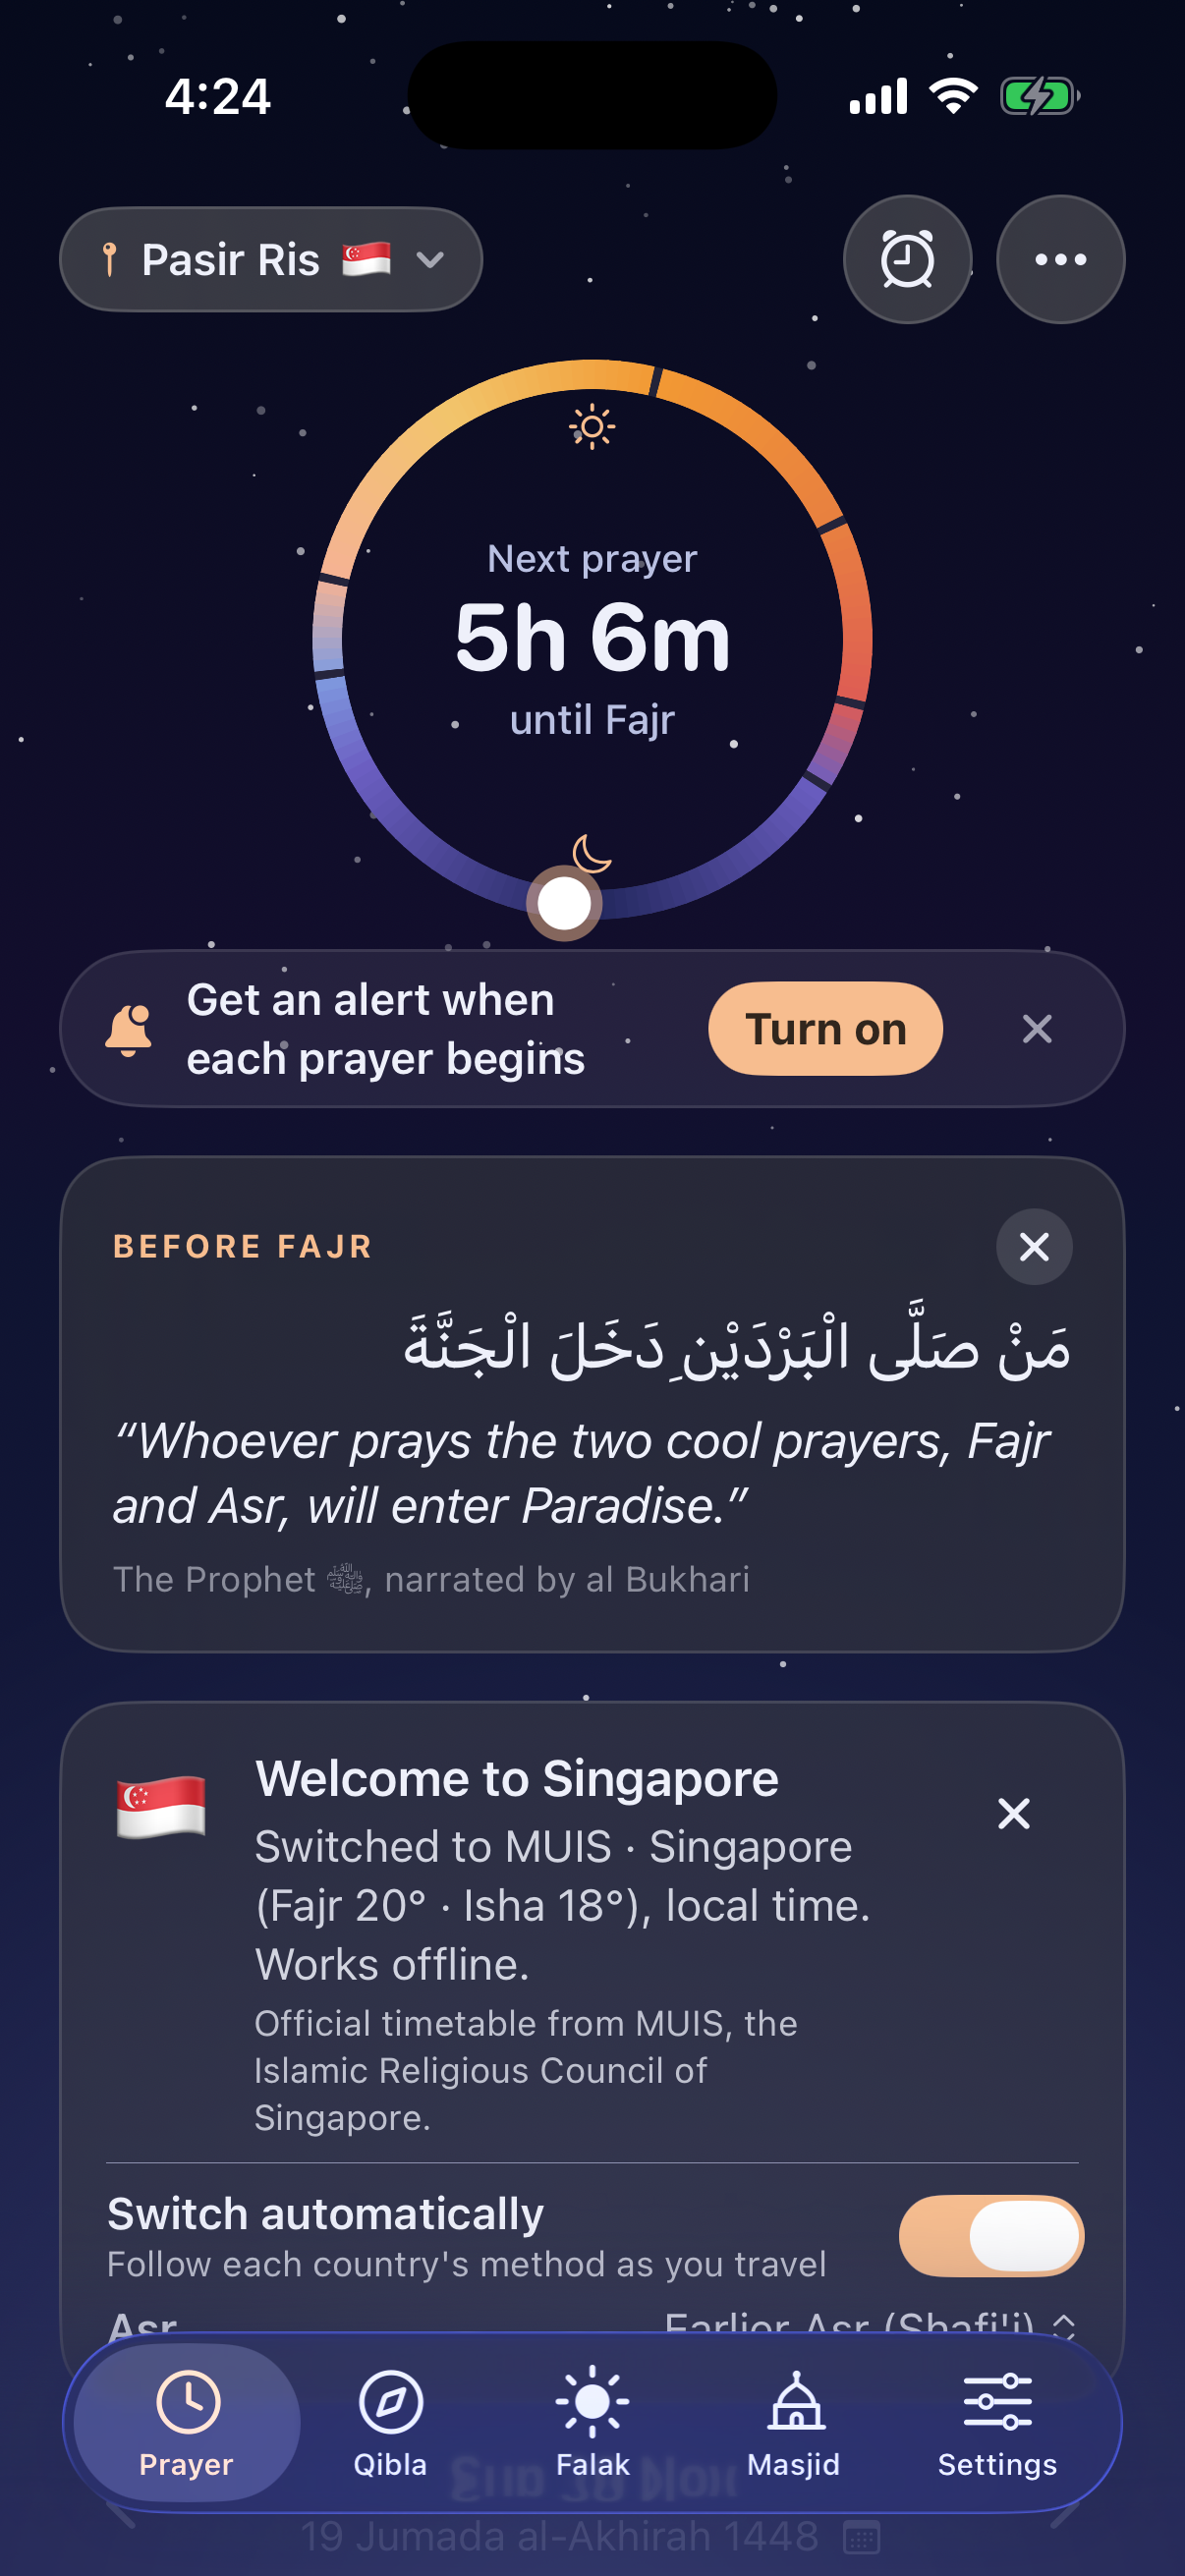 4:24
Pasir Ris
Next prayer
5h 6m
until Fajr
Get an alert when
each prayer begins
Turn on
BEFORE FAJR
مَنْ صَلَّى الْبَرْدَيْنِ دَخَلَ الْجَنَّةَ
“Whoever prays the two cool prayers, Fajr
and Asr, will enter Paradise.”
The Prophet ﷺ, narrated by al Bukhari
Welcome to Singapore
Switched to MUIS · Singapore
(Fajr 20° · Isha 18°), local time.
Works offline.
Official timetable from MUIS, the
Islamic Religious Council of
Singapore.
Switch automatically
Follow each country's method as you travel
Asr Earlier Asr (Shafi'i)
Prayer Qibla Falak Masjid Settings
19 Jumada al-Akhirah 1448